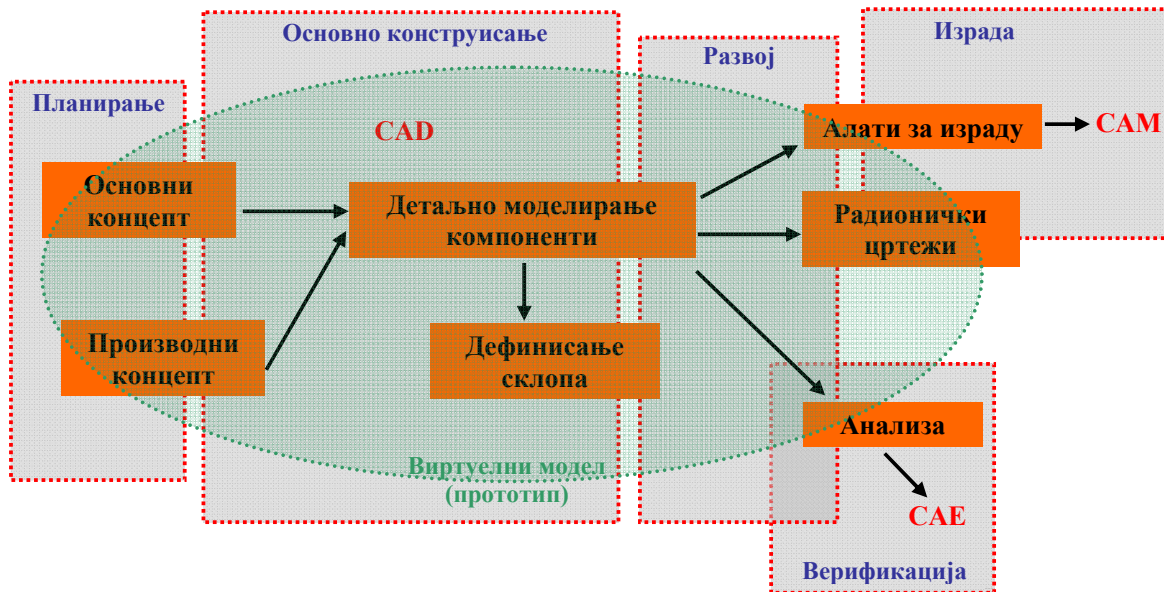 Основно конструисање
Израда
Развој
Планирање
CAD
Алати за израду
CAM
Основни
концепт
Детаљно моделирање
компоненти
Радионички
цртежи
Производни
концепт
Дефинисање
склопа
Анализа
Виртуелни модел
(прототип)
CAE
Верификација